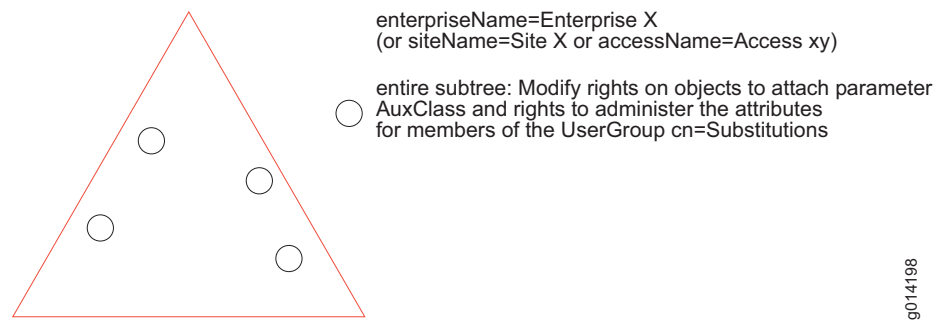 enterpriseName=Enterprise X
(or siteName=Site X or accessName=Access xy)
entire subtree: Modify rights on objects to attach parameter
AuxClass and rights to administer the attributes
for members of the UserGroup cn=Substitutions
g014198